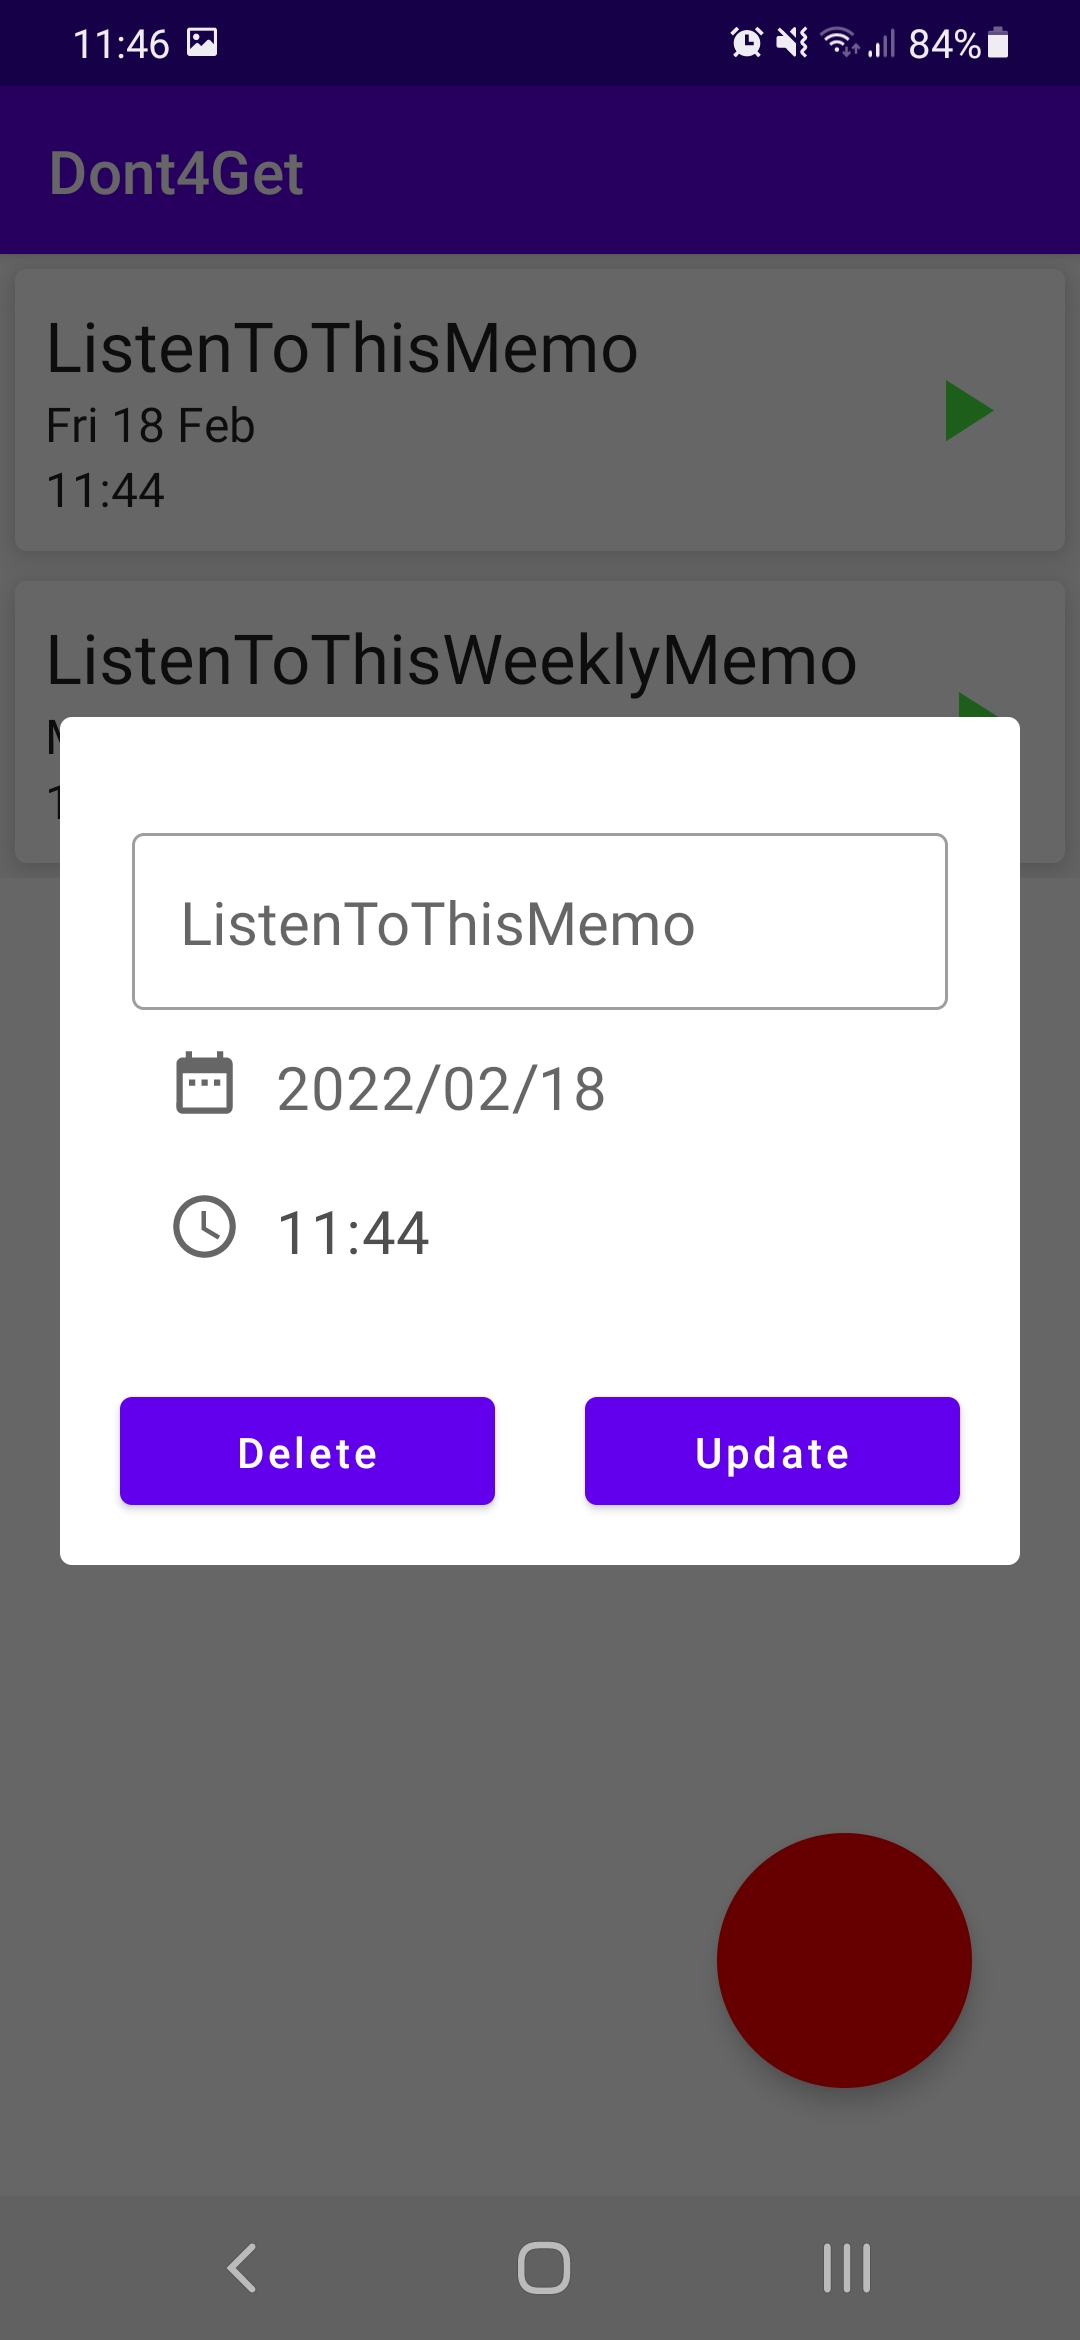 11:46
84%
Dont4Get
ListenToThisMemo
Fri 18 Feb
11:44
ListenToThisWeeklyMemo
ListenToThisMemo
2022/02/18
11:44
Delete
Update